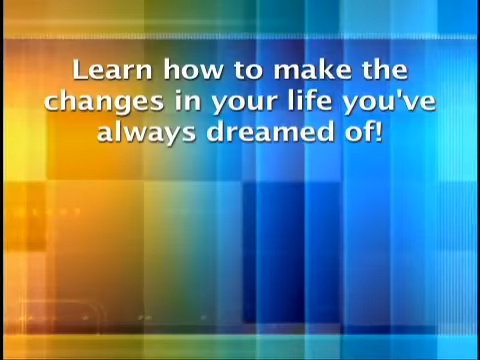 Learn how to make the
changes in your life you've
always dreamed of!